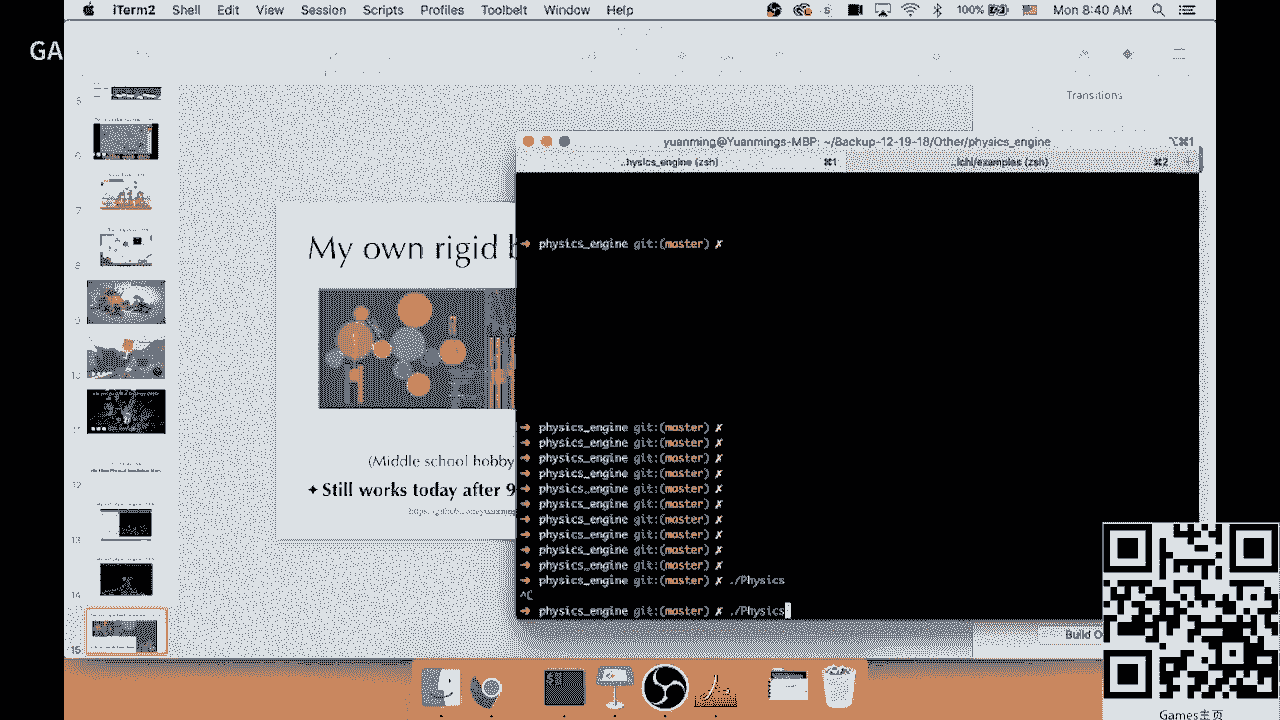 iTerm2 Shell Edit View Session Scripts Profiles Toolbelt Window Help 100% Mon 8:40 AM
GA
Transitions
yuanming@Yuanmings-MBP: ~/Backup-12-19-18/Other/physics_engine ⌥⌘1
..hysics_engine (zsh) ⌘1 ..ichi/examples (zsh) ⌘2
6
7
8
9
10
11
12
13
14
15
My own rigid b
(Middle school hobby
✦ Still works today after 9
➜ physics_engine git:(master) ✗
➜ physics_engine git:(master) ✗
➜ physics_engine git:(master) ✗
➜ physics_engine git:(master) ✗
➜ physics_engine git:(master) ✗
➜ physics_engine git:(master) ✗
➜ physics_engine git:(master) ✗
➜ physics_engine git:(master) ✗
➜ physics_engine git:(master) ✗
➜ physics_engine git:(master) ✗
➜ physics_engine git:(master) ✗
➜ physics_engine git:(master) ✗ ./Physics
^C
➜ physics_engine git:(master) ✗ ./Physics
Build O
Games主页